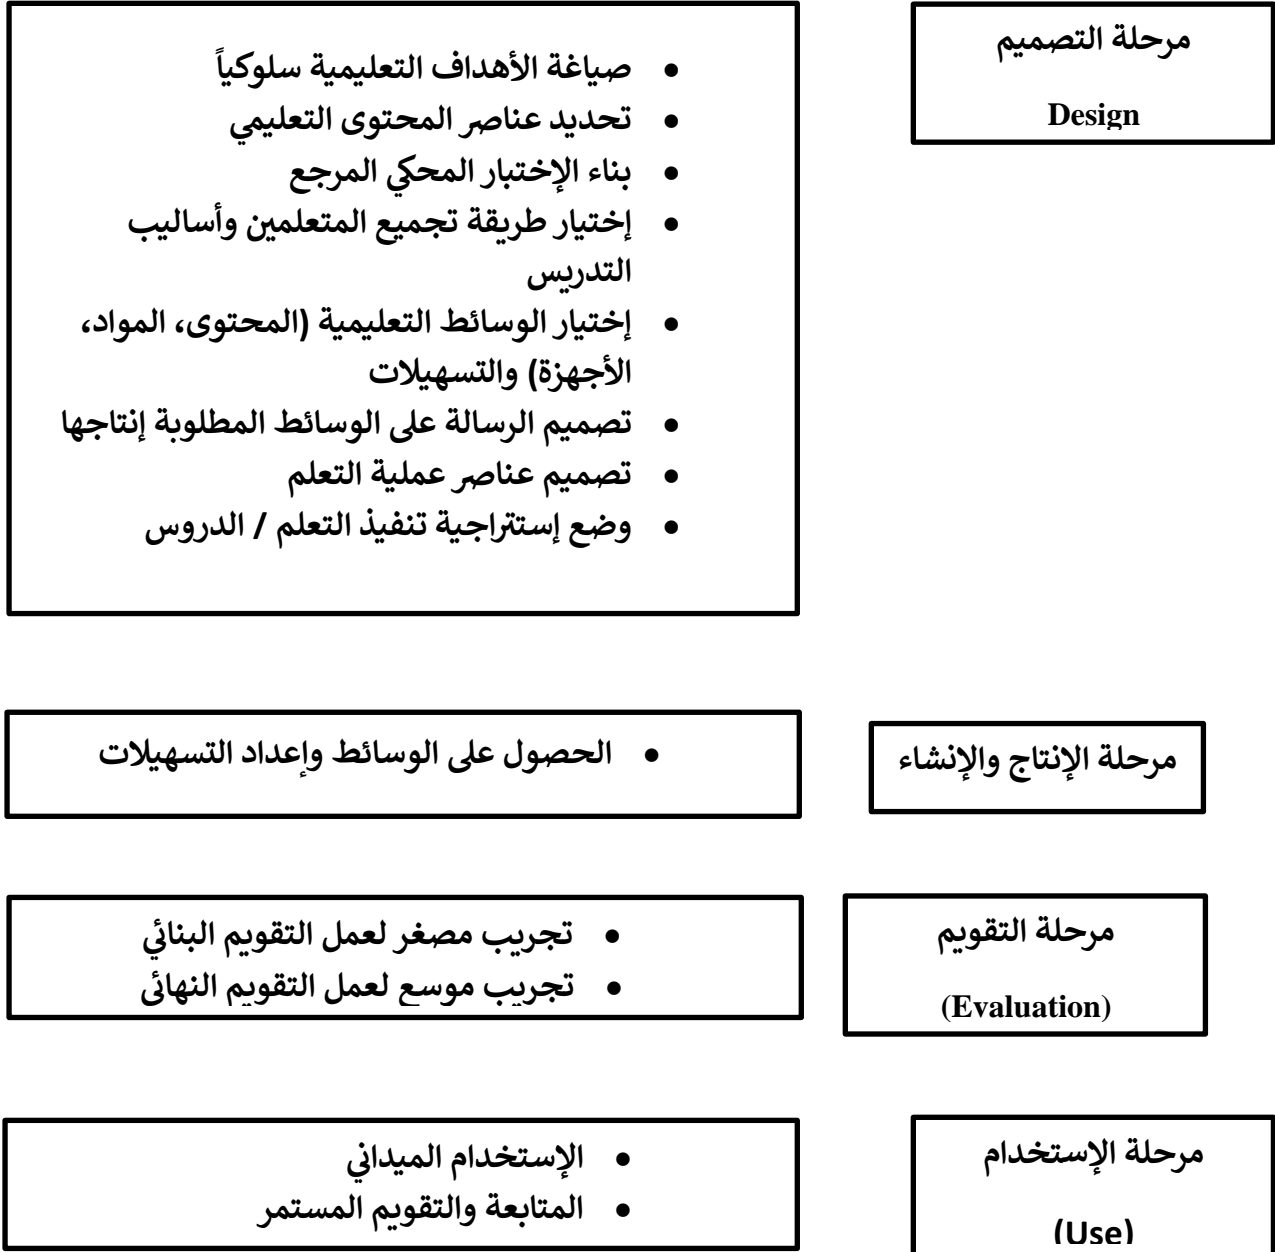 مرحلة التصميم
Design
• صياغة الأهداف التعليمية سلوكياً
• تحديد عناصر المحتوى التعليمي
• بناء الإختبار المحكي المرجع
• إختيار طريقة تجميع المتعلمين وأساليب
التدريس
• إختيار الوسائط التعليمية (المحتوى، المواد،
الأجهزة) والتسهيلات
• تصميم الرسالة على الوسائط المطلوبة إنتاجها
• تصميم عناصر عملية التعلم
• وضع إستتراجية تنفيذ التعلم / الدروس
مرحلة الإنتاج والإنشاء
• الحصول على الوسائط وإعداد التسهيلات
مرحلة التقويم
(Evaluation)
• تجريب مصغر لعمل التقويم البنائي
• تجريب موسع لعمل التقويم النهائي
مرحلة الإستخدام
(Use)
• الإستخدام الميداني
• المتابعة والتقويم المستمر